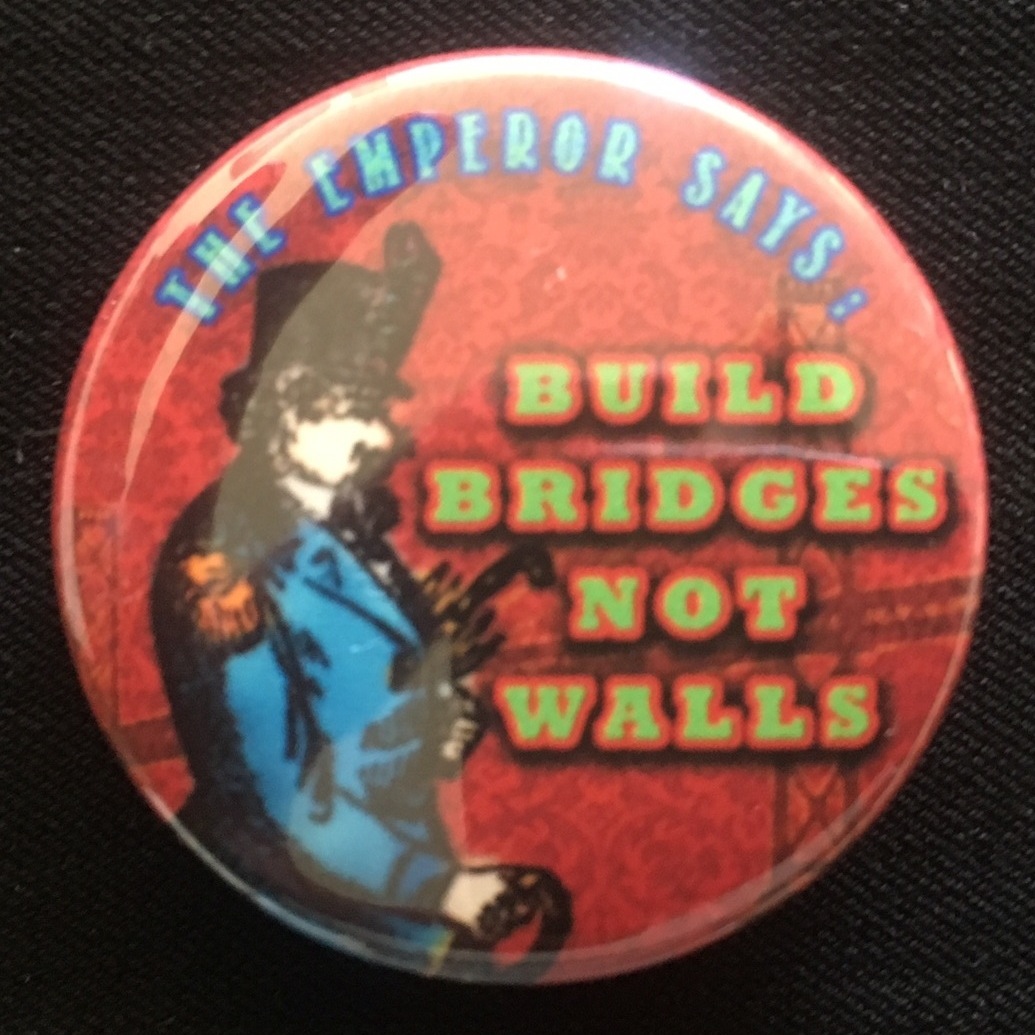 THE EMPEROR SAYS:
BUILD
BRIDGES
NOT
WALLS